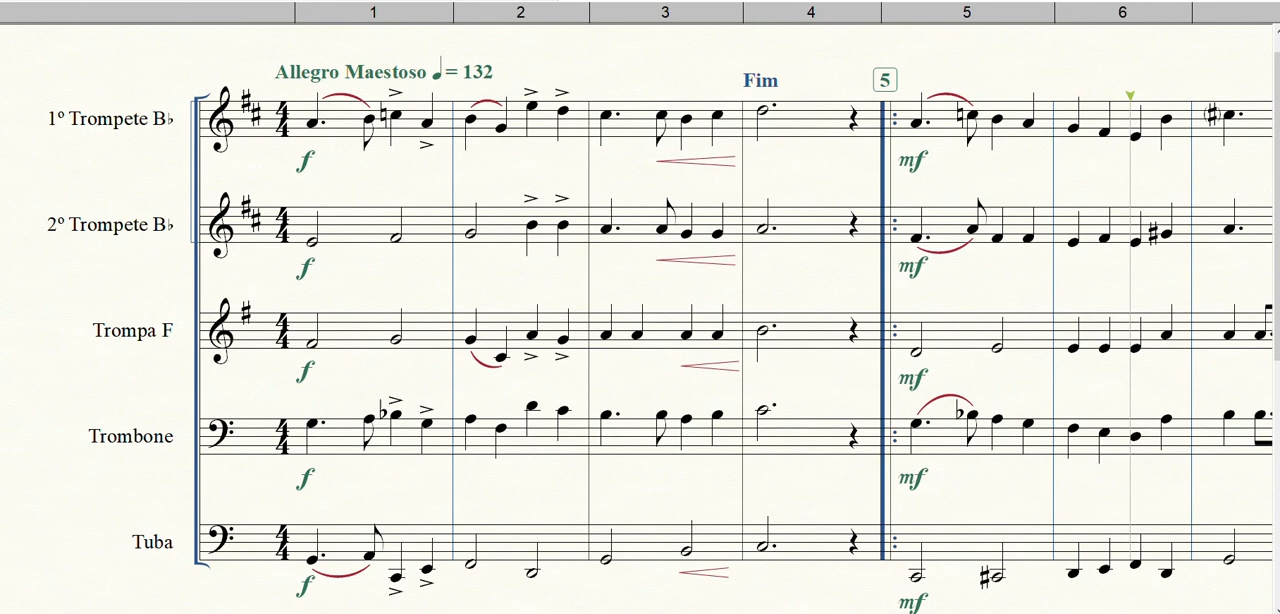 1 2 3 4 5 6
Allegro Maestoso ♩= 132
Fim
5
1º Trompete B♭
f
mf
2º Trompete B♭
f
mf
Trompa F
f
mf
Trombone
f
mf
Tuba
f
mf